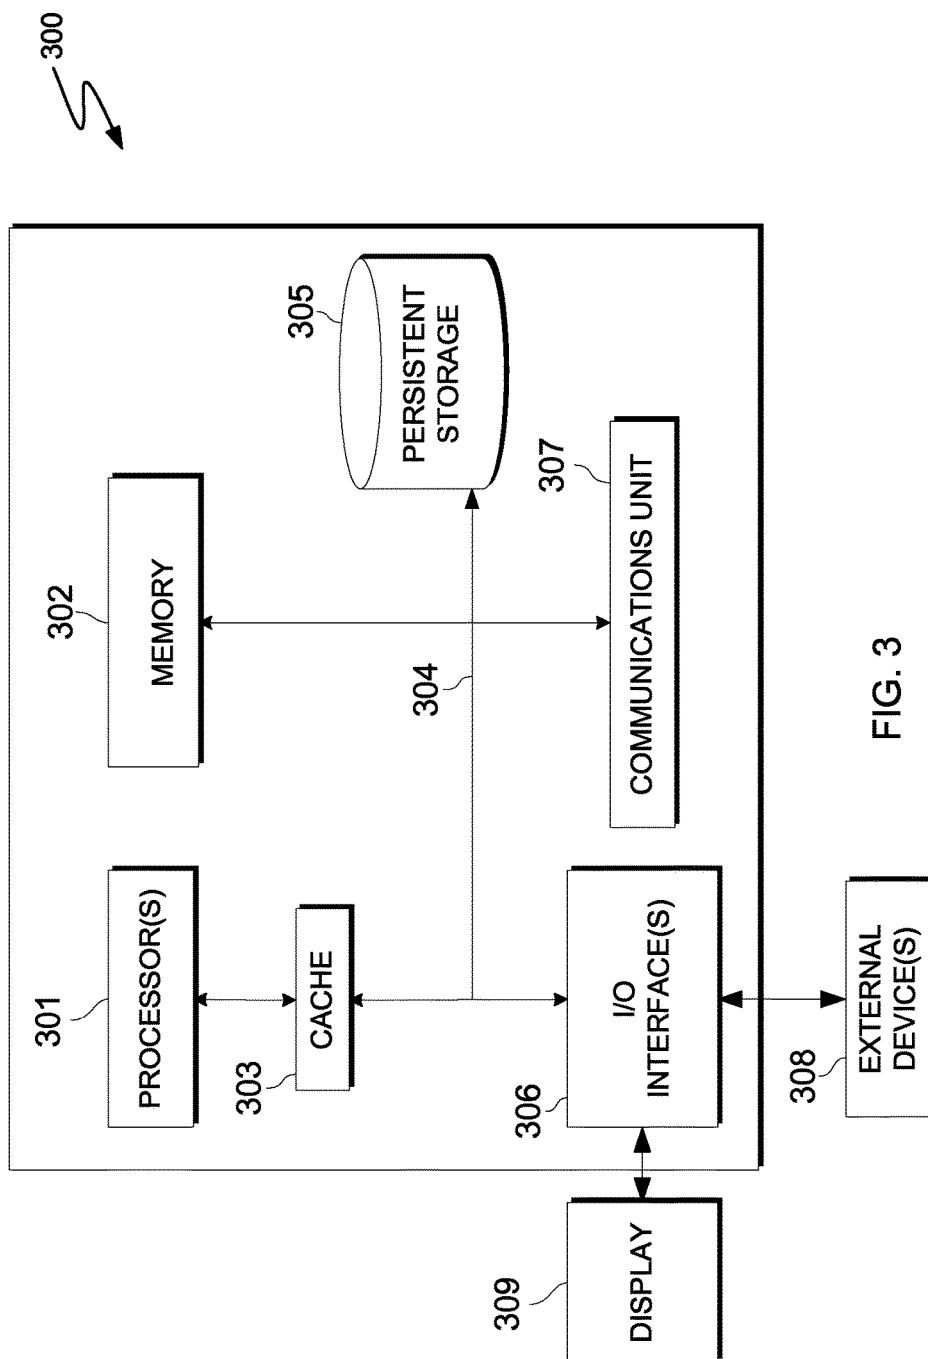 300
301
PROCESSOR(S)
302
MEMORY
303
CACHE
305
PERSISTENT
STORAGE
304
306
I/O
INTERFACE(S)
307
COMMUNICATIONS UNIT
309
DISPLAY
308
EXTERNAL
DEVICE(S)
FIG. 3